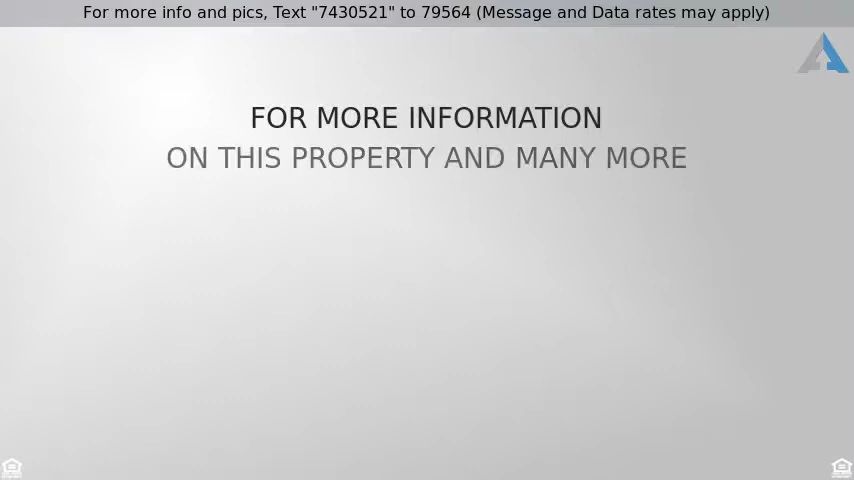 For more info and pics, Text "7430521" to 79564 (Message and Data rates may apply)
FOR MORE INFORMATION
ON THIS PROPERTY AND MANY MORE